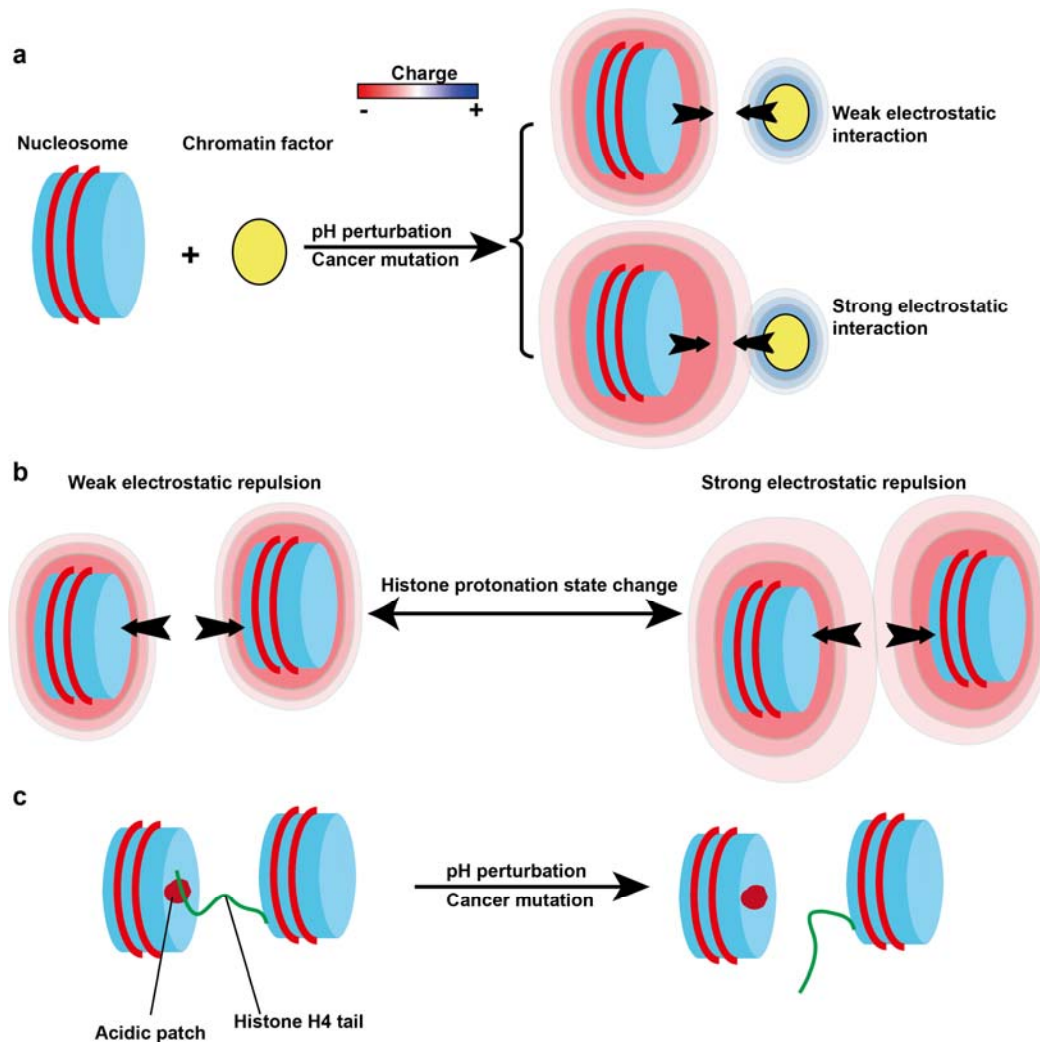 a
Charge
- +
Nucleosome
Chromatin factor
+
pH perturbation
Cancer mutation
Weak electrostatic
interaction
Strong electrostatic
interaction
b
Weak electrostatic repulsion
Strong electrostatic repulsion
Histone protonation state change
c
pH perturbation
Cancer mutation
Acidic patch
Histone H4 tail